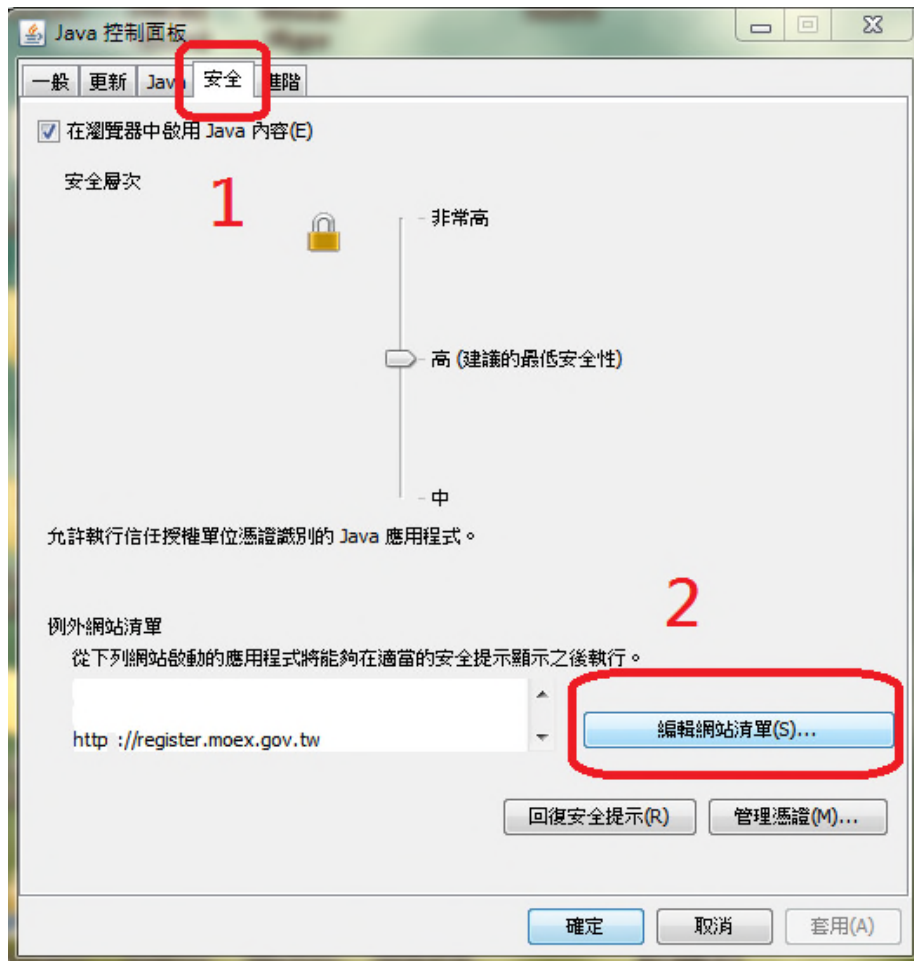 Java 控制面板
一般 更新 Java 安全 進階
在瀏覽器中啟用 Java 內容(E)
安全層次
1
非常高
高 (建議的最低安全性)
中
允許執行信任授權單位憑證識別的 Java 應用程式。
2
例外網站清單
從下列網站啟動的應用程式將能夠在適當的安全提示顯示之後執行。
http ://register.moex.gov.tw
編輯網站清單(S)...
回復安全提示(R) 管理憑證(M)...
確定 取消 套用(A)